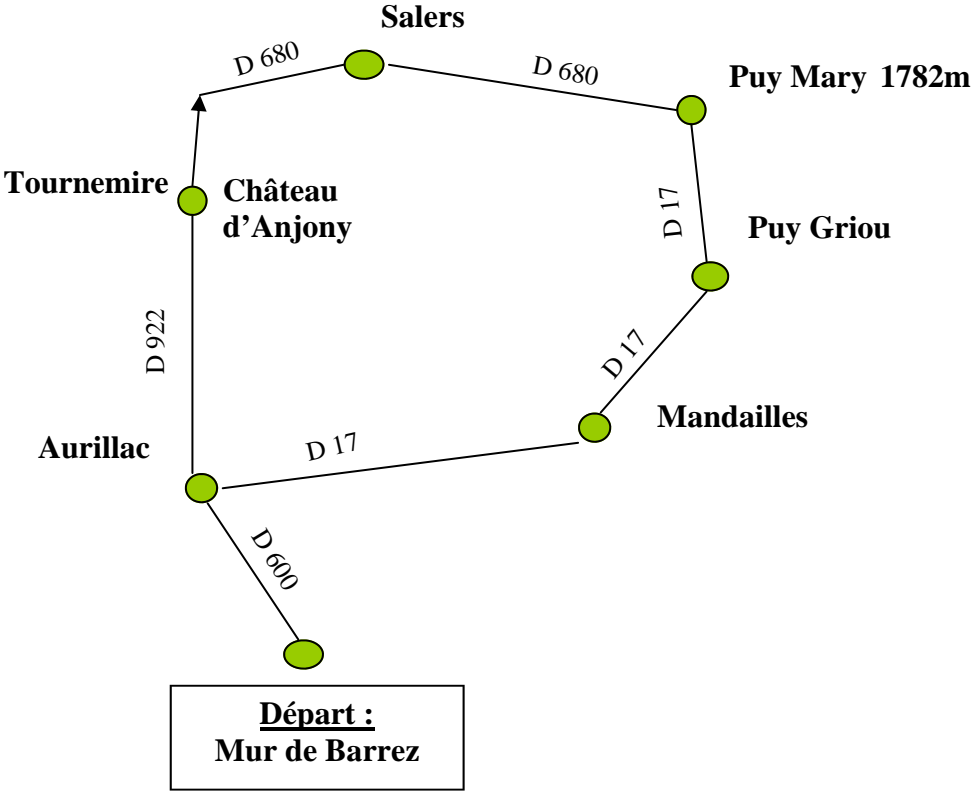 Salers
D 680
D 680
Puy Mary 1782m
Tournemire
Château
d’Anjony
D 17
Puy Griou
D 922
D 17
Mandailles
Aurillac
D 17
D 600
Départ :
Mur de Barrez